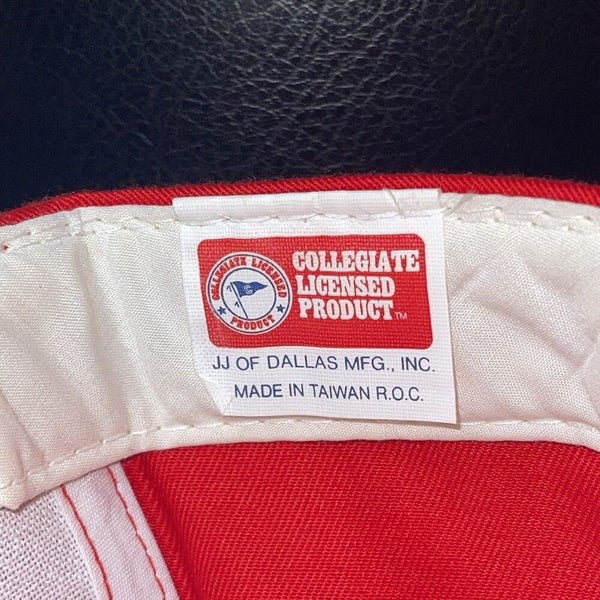 COLLEGIATE LICENSED
PRODUCT
COLLEGIATE
LICENSED
PRODUCT™
JJ OF DALLAS MFG., INC.
MADE IN TAIWAN R.O.C.